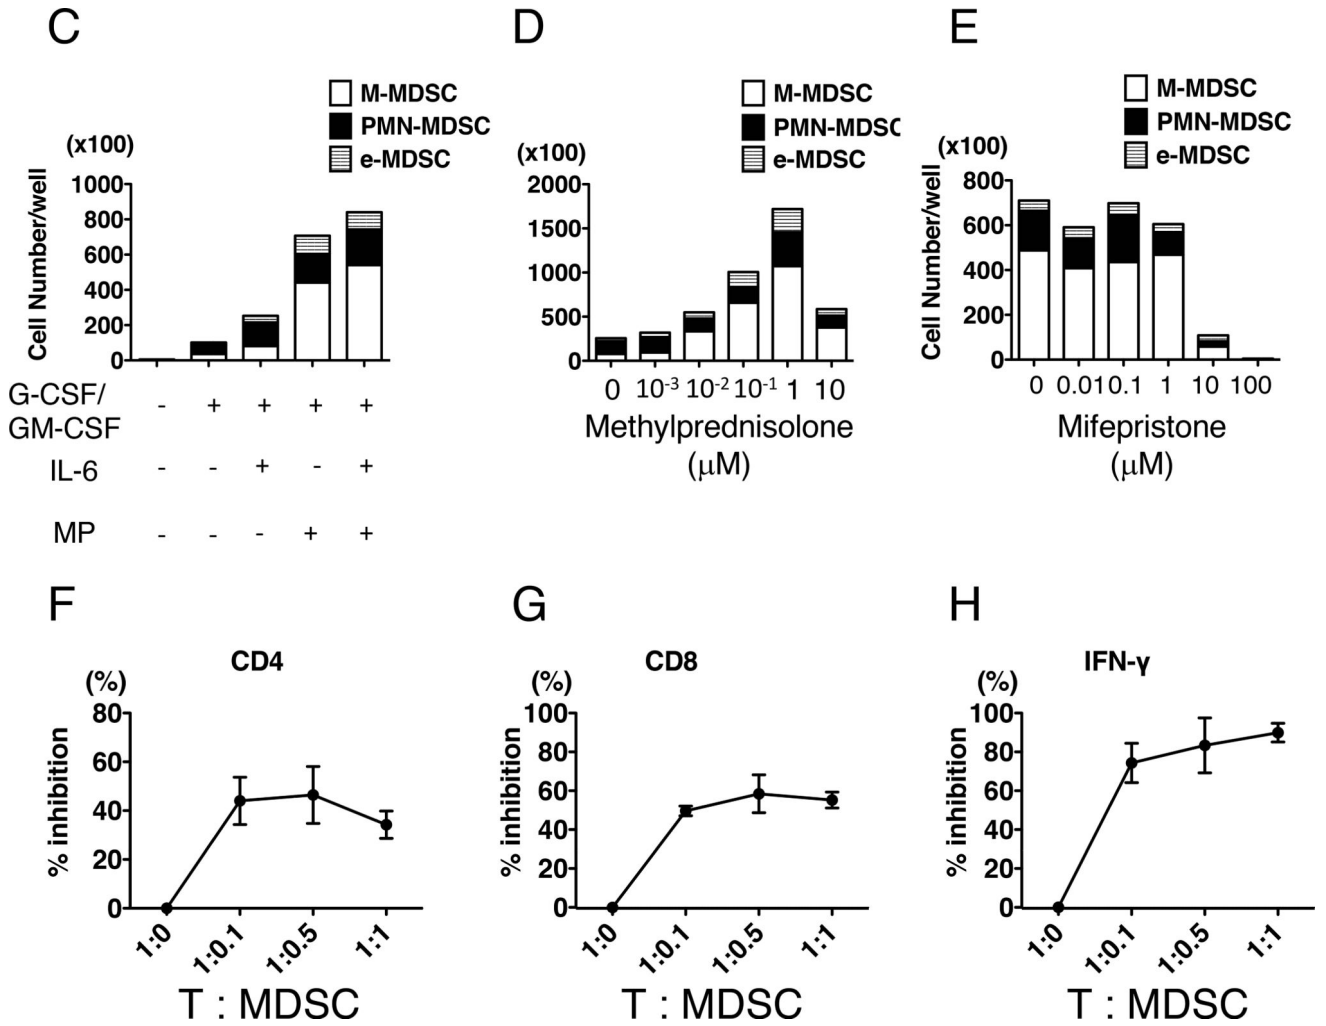 C
M-MDSC
PMN-MDSC
e-MDSC
(x100)
Cell Number/well
1000
800
600
400
200
0
G-CSF/ - + + + +
GM-CSF
IL-6 - - + - +
MP - - - + +
D
M-MDSC
PMN-MDSC
e-MDSC
(x100)
2000
1500
1000
500
0
0 10⁻³ 10⁻² 10⁻¹ 1 10
Methylprednisolone
(μM)
E
M-MDSC
PMN-MDSC
e-MDSC
(x100)
Cell Number/well
800
600
400
200
0
0 0.01 0.1 1 10 100
Mifepristone
(μM)
F
CD4
(%)
% inhibition
80
60
40
20
0
1:0 1:0.1 1:0.5 1:1
T : MDSC
G
CD8
(%)
% inhibition
100
80
60
40
20
0
1:0 1:0.1 1:0.5 1:1
T : MDSC
H
IFN-γ
(%)
% inhibition
100
80
60
40
20
0
1:0 1:0.1 1:0.5 1:1
T : MDSC